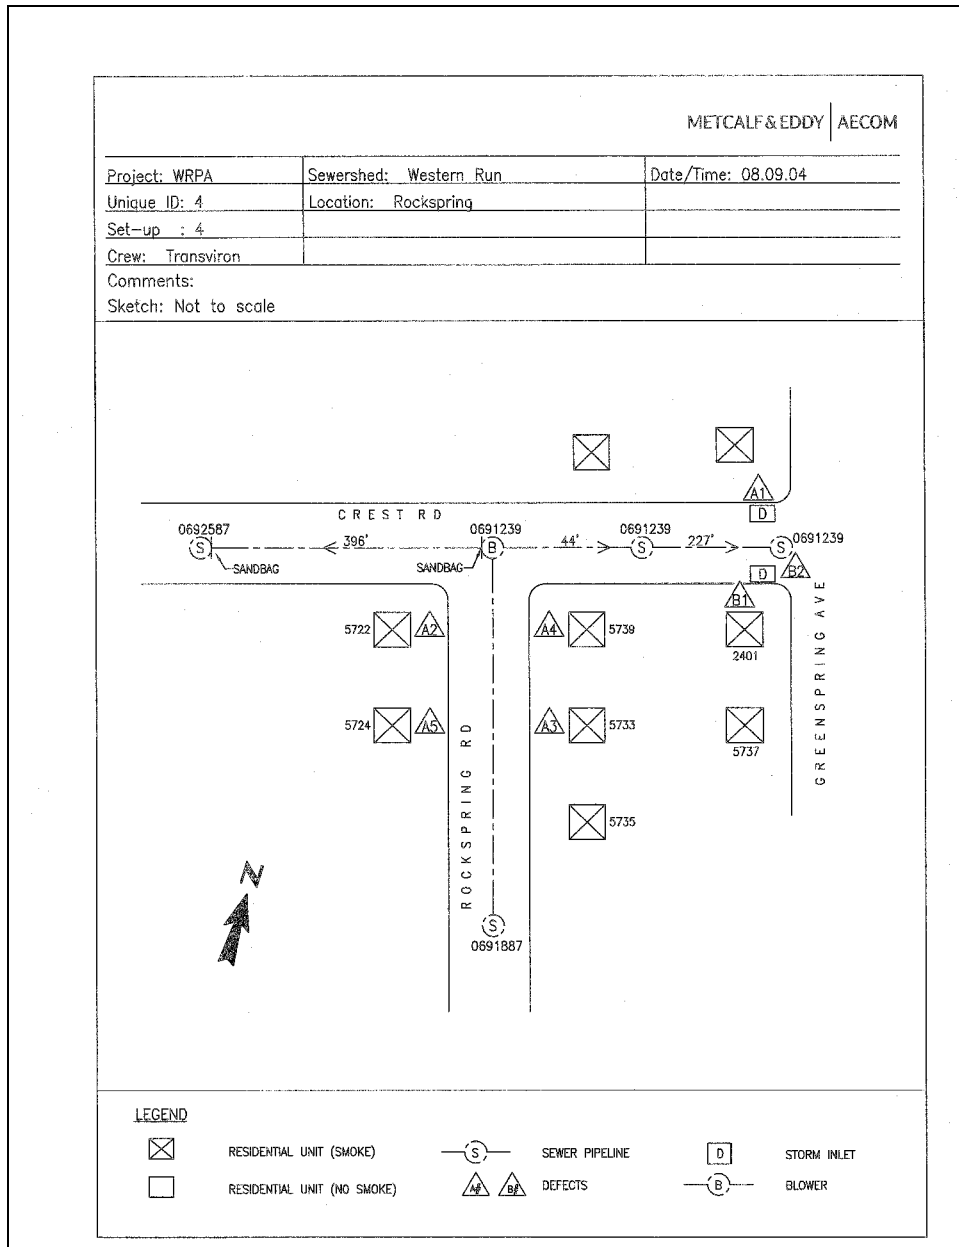 METCALF & EDDY | AECOM
Project: WRPA
Sewershed: Western Run
Date/Time: 08.09.04
Unique ID: 4
Location: Rockspring
Set-up : 4
Crew: Transviron
Comments:
Sketch: Not to scale
A1
D
CREST RD
0692587
0691239
0691239
0691239
S
396'
B
44'
S
227'
S
SANDBAG
SANDBAG
D
B2
B1
5722
A2
A4
5739
2401
5724
A5
A3
5733
5737
5735
ROCKSPRING RD
GREENSPRING AVE
N
S
0691887
LEGEND
RESIDENTIAL UNIT (SMOKE)
S
SEWER PIPELINE
D
STORM INLET
RESIDENTIAL UNIT (NO SMOKE)
A#
B#
DEFECTS
B
BLOWER